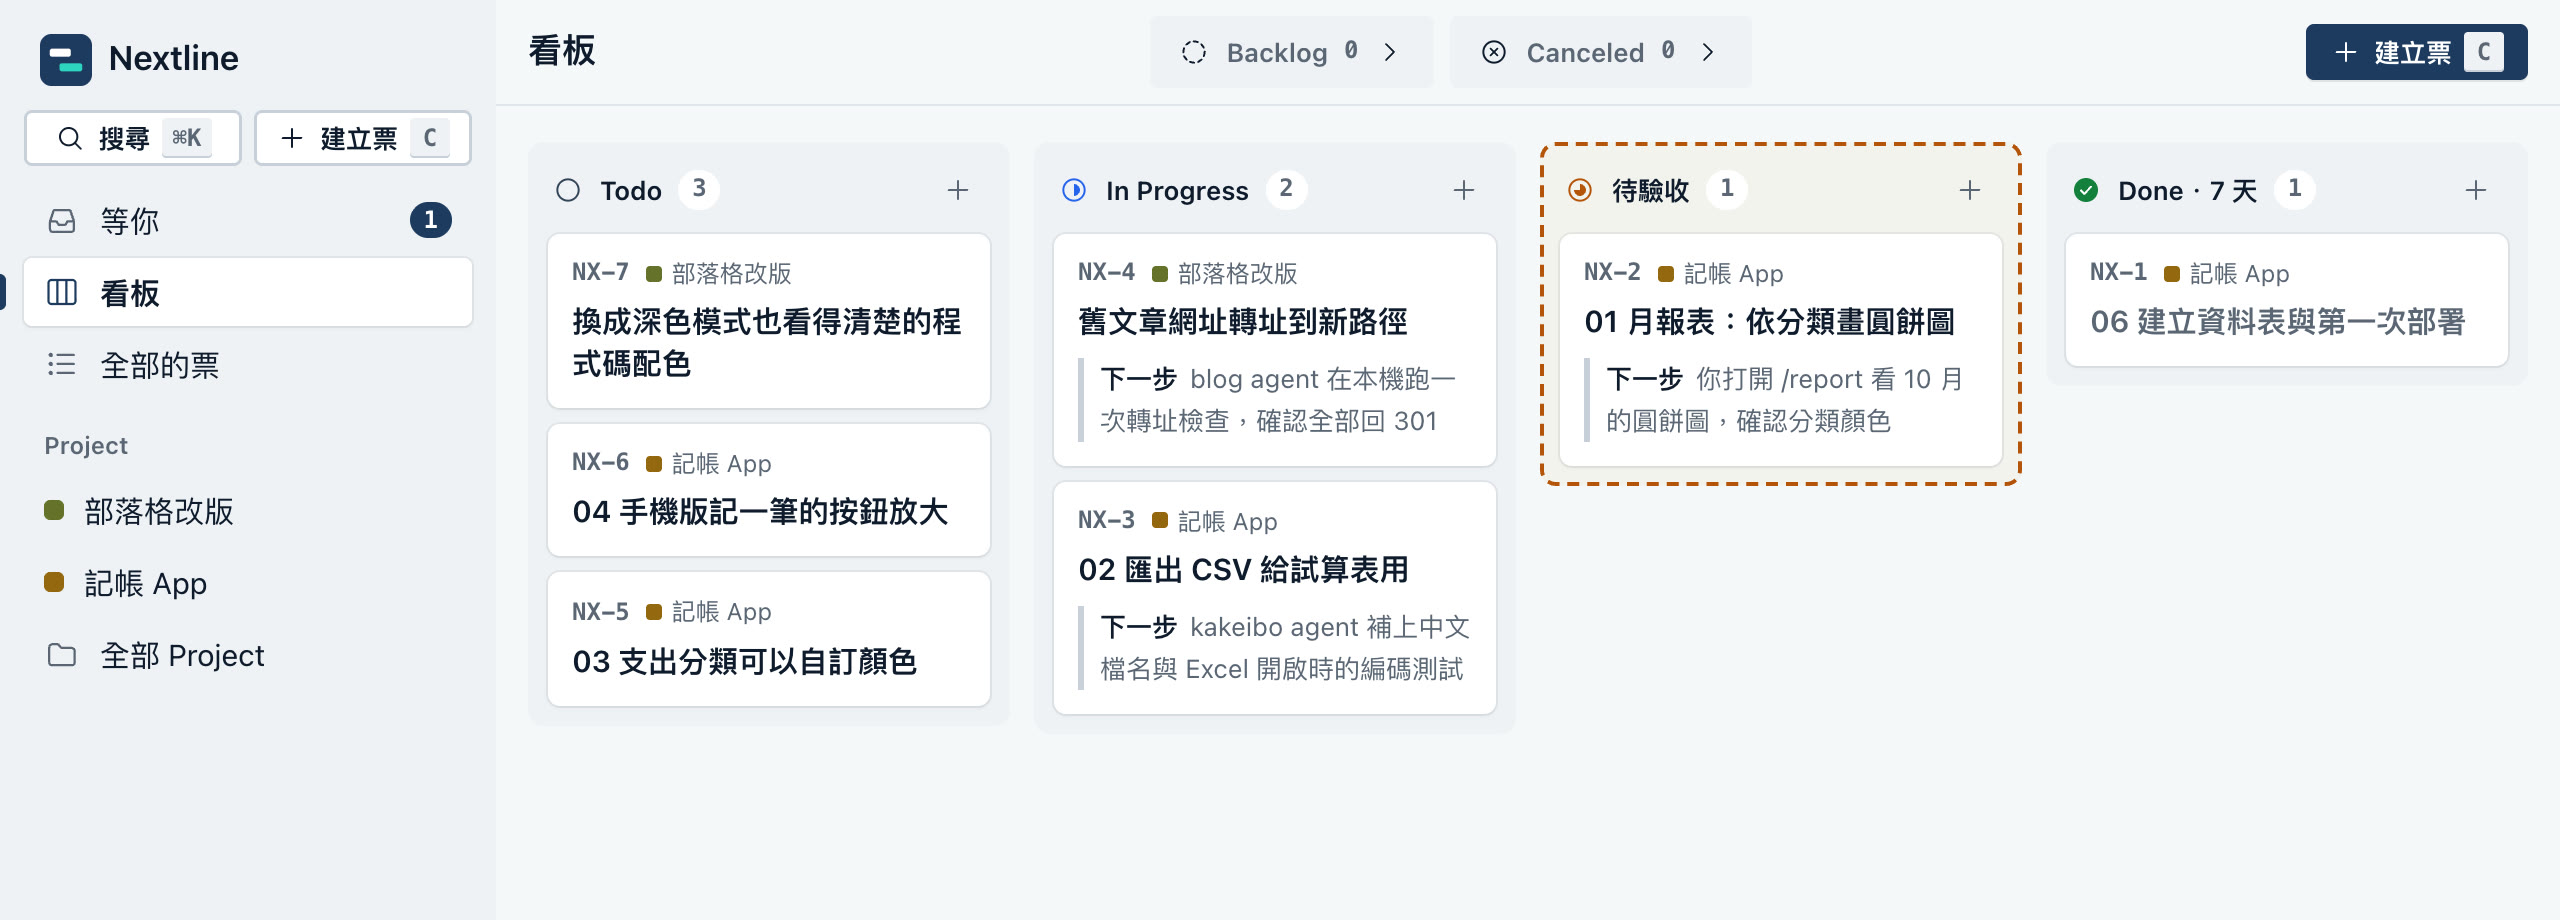 Nextline
搜尋 ⌘K
建立票 C
等你 1
看板
全部的票
Project
部落格改版
記帳 App
全部 Project
看板
Backlog 0
Canceled 0
建立票 C
Todo 3
NX-7 部落格改版
換成深色模式也看得清楚的程
式碼配色
NX-6 記帳 App
04 手機版記一筆的按鈕放大
NX-5 記帳 App
03 支出分類可以自訂顏色
In Progress 2
NX-4 部落格改版
舊文章網址轉址到新路徑
下一步 blog agent 在本機跑一
次轉址檢查，確認全部回 301
NX-3 記帳 App
02 匯出 CSV 給試算表用
下一步 kakeibo agent 補上中文
檔名與 Excel 開啟時的編碼測試
待驗收 1
NX-2 記帳 App
01 月報表：依分類畫圓餅圖
下一步 你打開 /report 看 10 月
的圓餅圖，確認分類顏色
Done · 7 天 1
NX-1 記帳 App
06 建立資料表與第一次部署